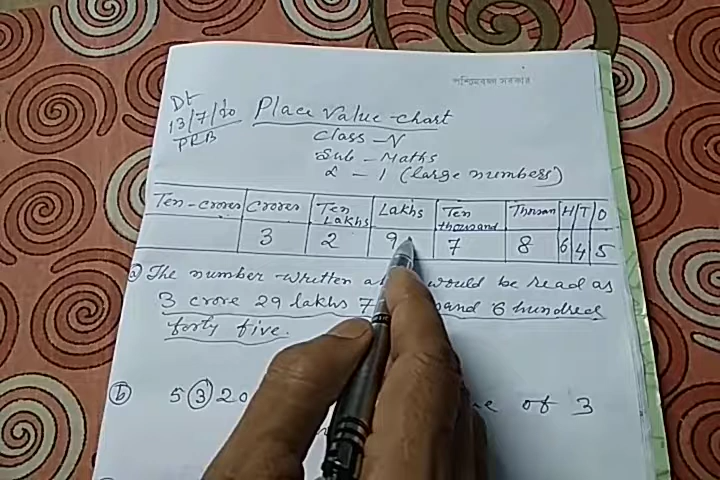 পশ্চিমবঙ্গ সরকার
Dt
13/7/20
PRB
Place Value-chart
Class - V
Sub - Maths
2 - 1 (large numbers)
Ten-crores Crores Ten Lakhs Lakhs Ten thousand Thousan H T O
3 2 9 7 8 6 4 5
a) The number written a would be read as
3 crore 29 lakhs 7 and 6 hundred
forty five.
b) 5 3 20 of 3